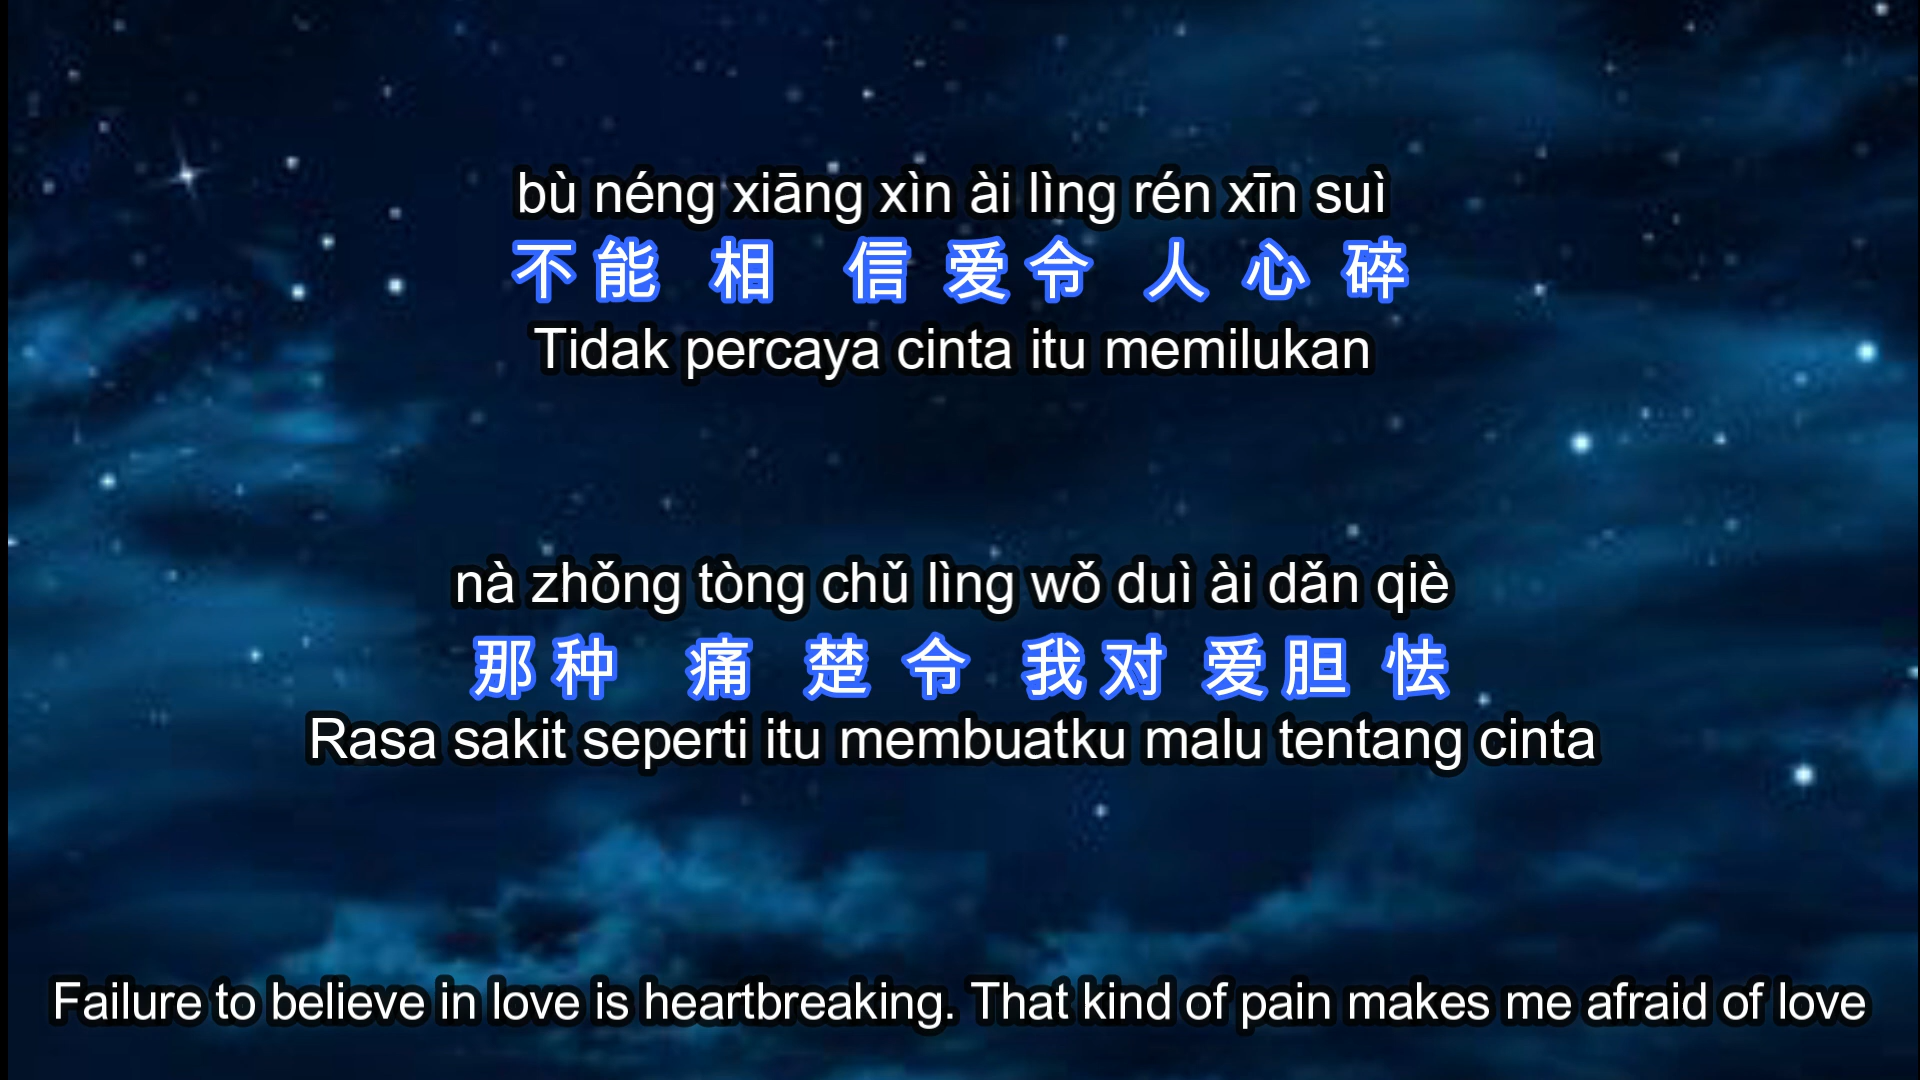 bù néng xiāng xìn ài lìng rén xīn suì
不能相信爱令人心碎
Tidak percaya cinta itu memilukan
nà zhǒng tòng chǔ lìng wǒ duì ài dǎn qiè
那种痛楚令我对爱胆怯
Rasa sakit seperti itu membuatku malu tentang cinta
Failure to believe in love is heartbreaking. That kind of pain makes me afraid of love